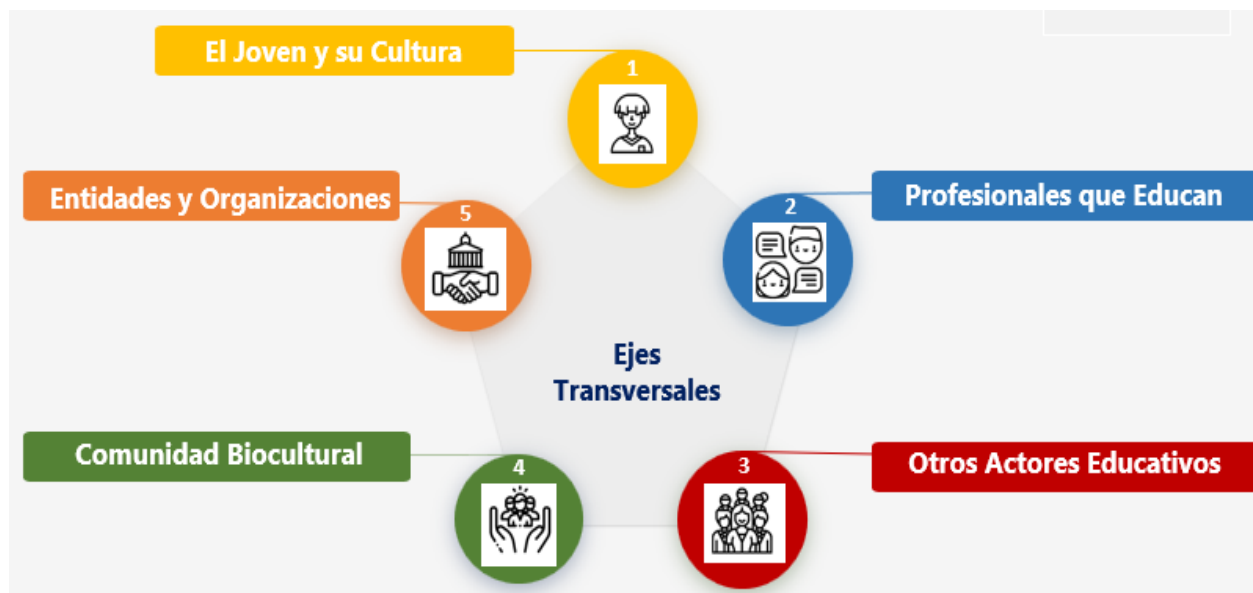 El Joven y su Cultura
1
Entidades y Organizaciones
5
2
Profesionales que Educan
Ejes
Transversales
Comunidad Biocultural
4
3
Otros Actores Educativos